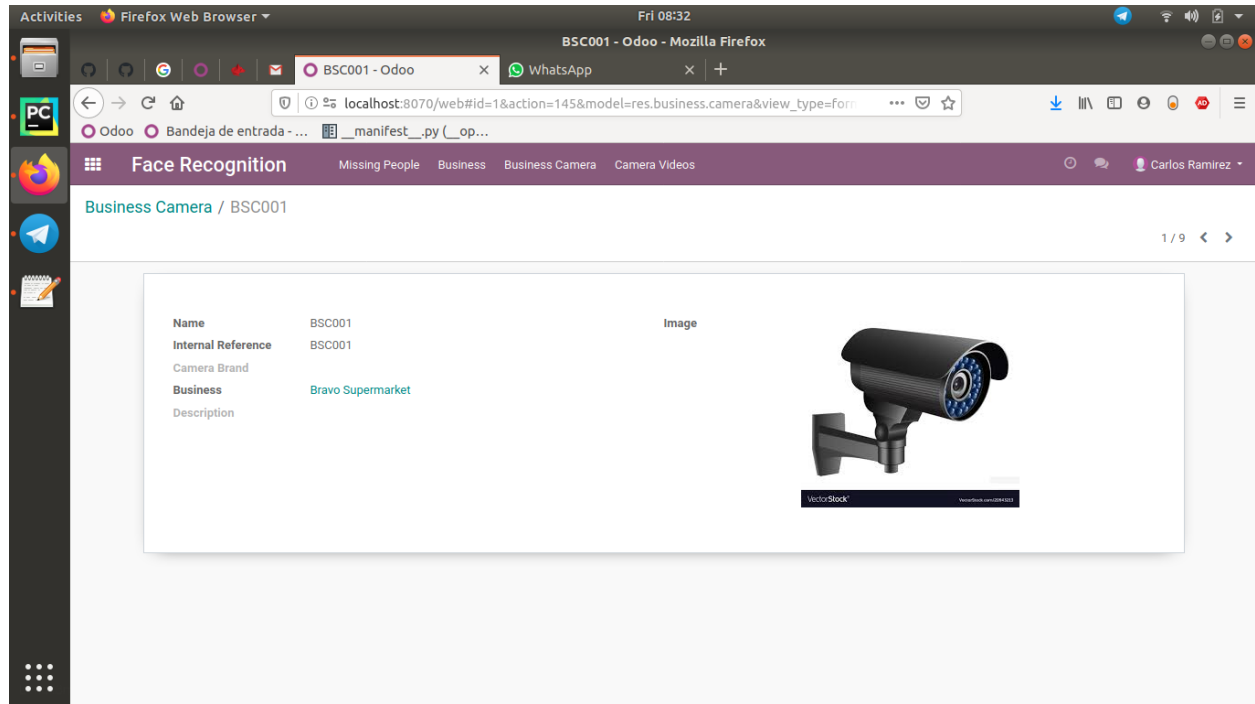 Activities Firefox Web Browser Fri 08:32
BSC001 - Odoo - Mozilla Firefox
BSC001 - Odoo WhatsApp
localhost:8070/web#id=1&action=145&model=res.business.camera&view_type=forr
Odoo Bandeja de entrada - ... __manifest__.py (__op...
Face Recognition Missing People Business Business Camera Camera Videos Carlos Ramirez
Business Camera / BSC001
1 / 9
Name BSC001 Image
Internal Reference BSC001
Camera Brand
Business Bravo Supermarket
Description
VectorStock®
PC
ABP